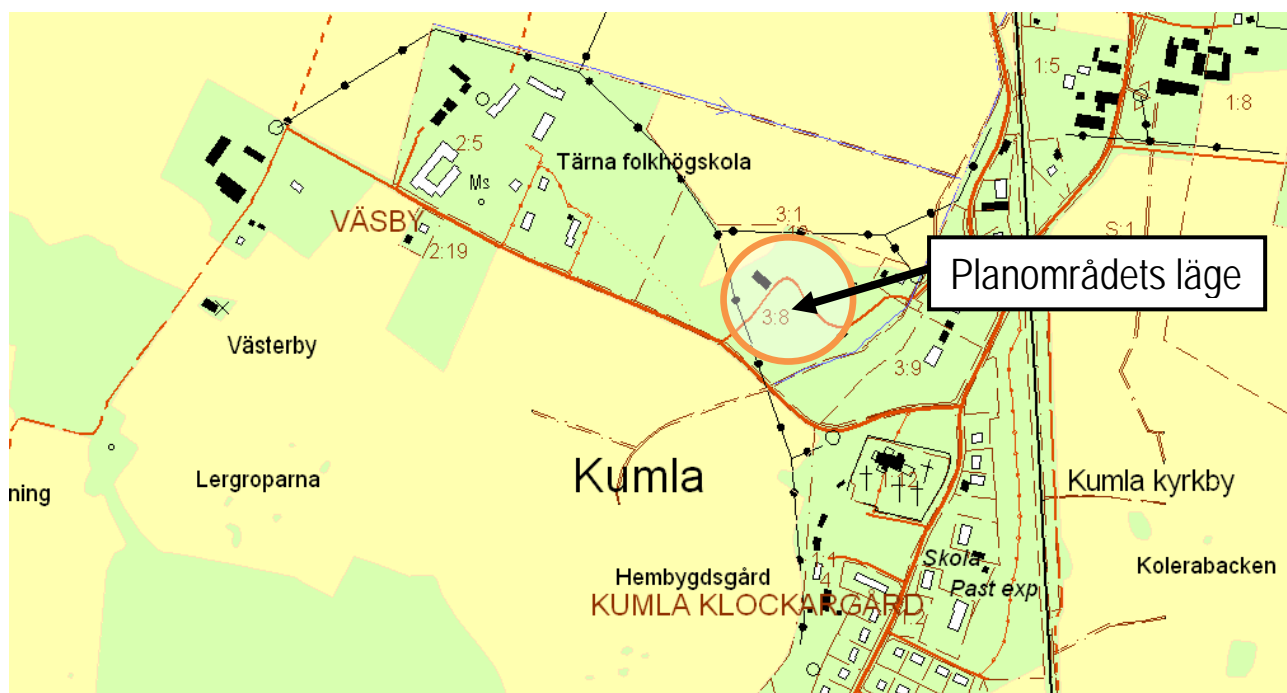 1:5
1:8
2:5
Tärna folkhögskola
Ms
VÄSBY
3:1
S:1
2:19
Planområdets läge
3:8
Västerby
3:9
Kumla
Kumla kyrkby
Lergroparna
ning
Skola
Kolerabacken
Hembygdsgård
Past exp
KUMLA KLOCKARGÅRD